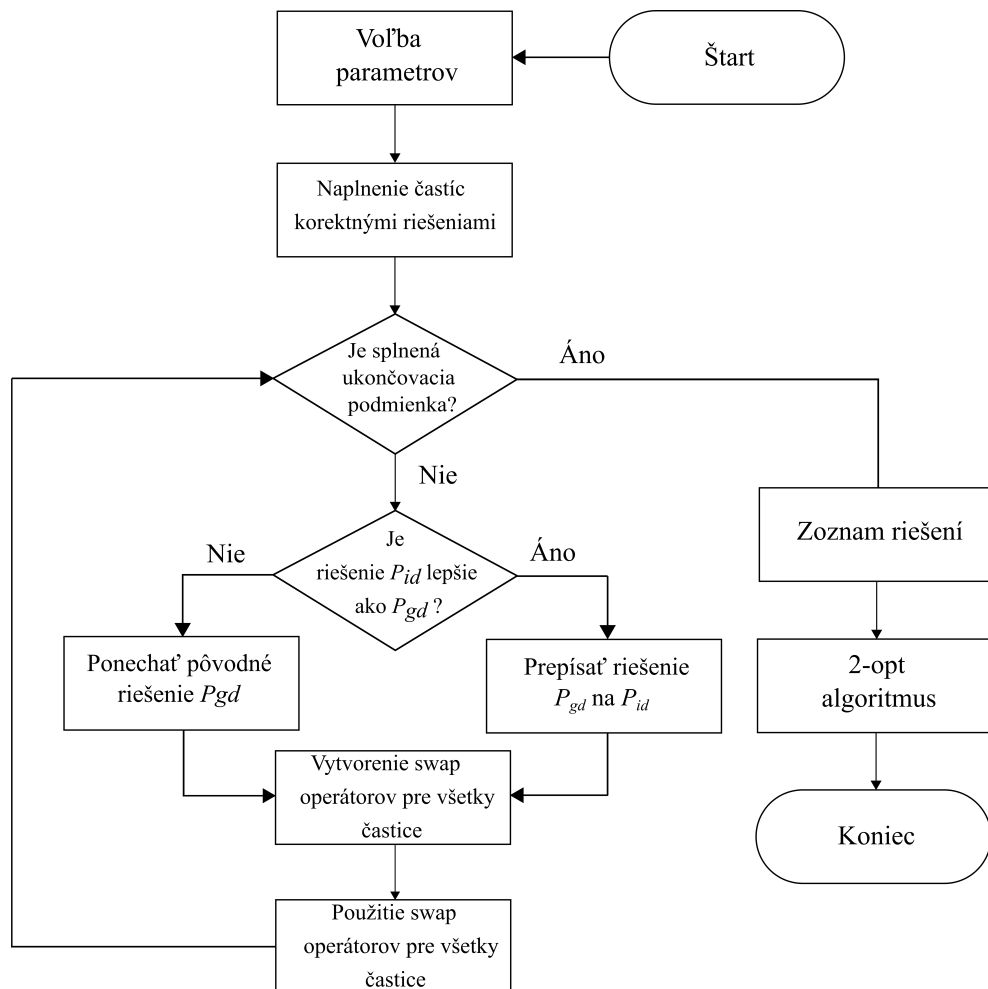 Voľba
parametrov
Štart
Naplnenie častíc
korektnými riešeniami
Je splnená
ukončovacia
podmienka?
Áno
Nie
Zoznam riešení
Je
riešenie Pid lepšie
ako Pgd ?
Nie
Áno
Ponechať pôvodné
riešenie Pgd
Prepísať riešenie
Pgd na Pid
2-opt
algoritmus
Vytvorenie swap
operátorov pre všetky
častice
Koniec
Použitie swap
operátorov pre všetky
častice